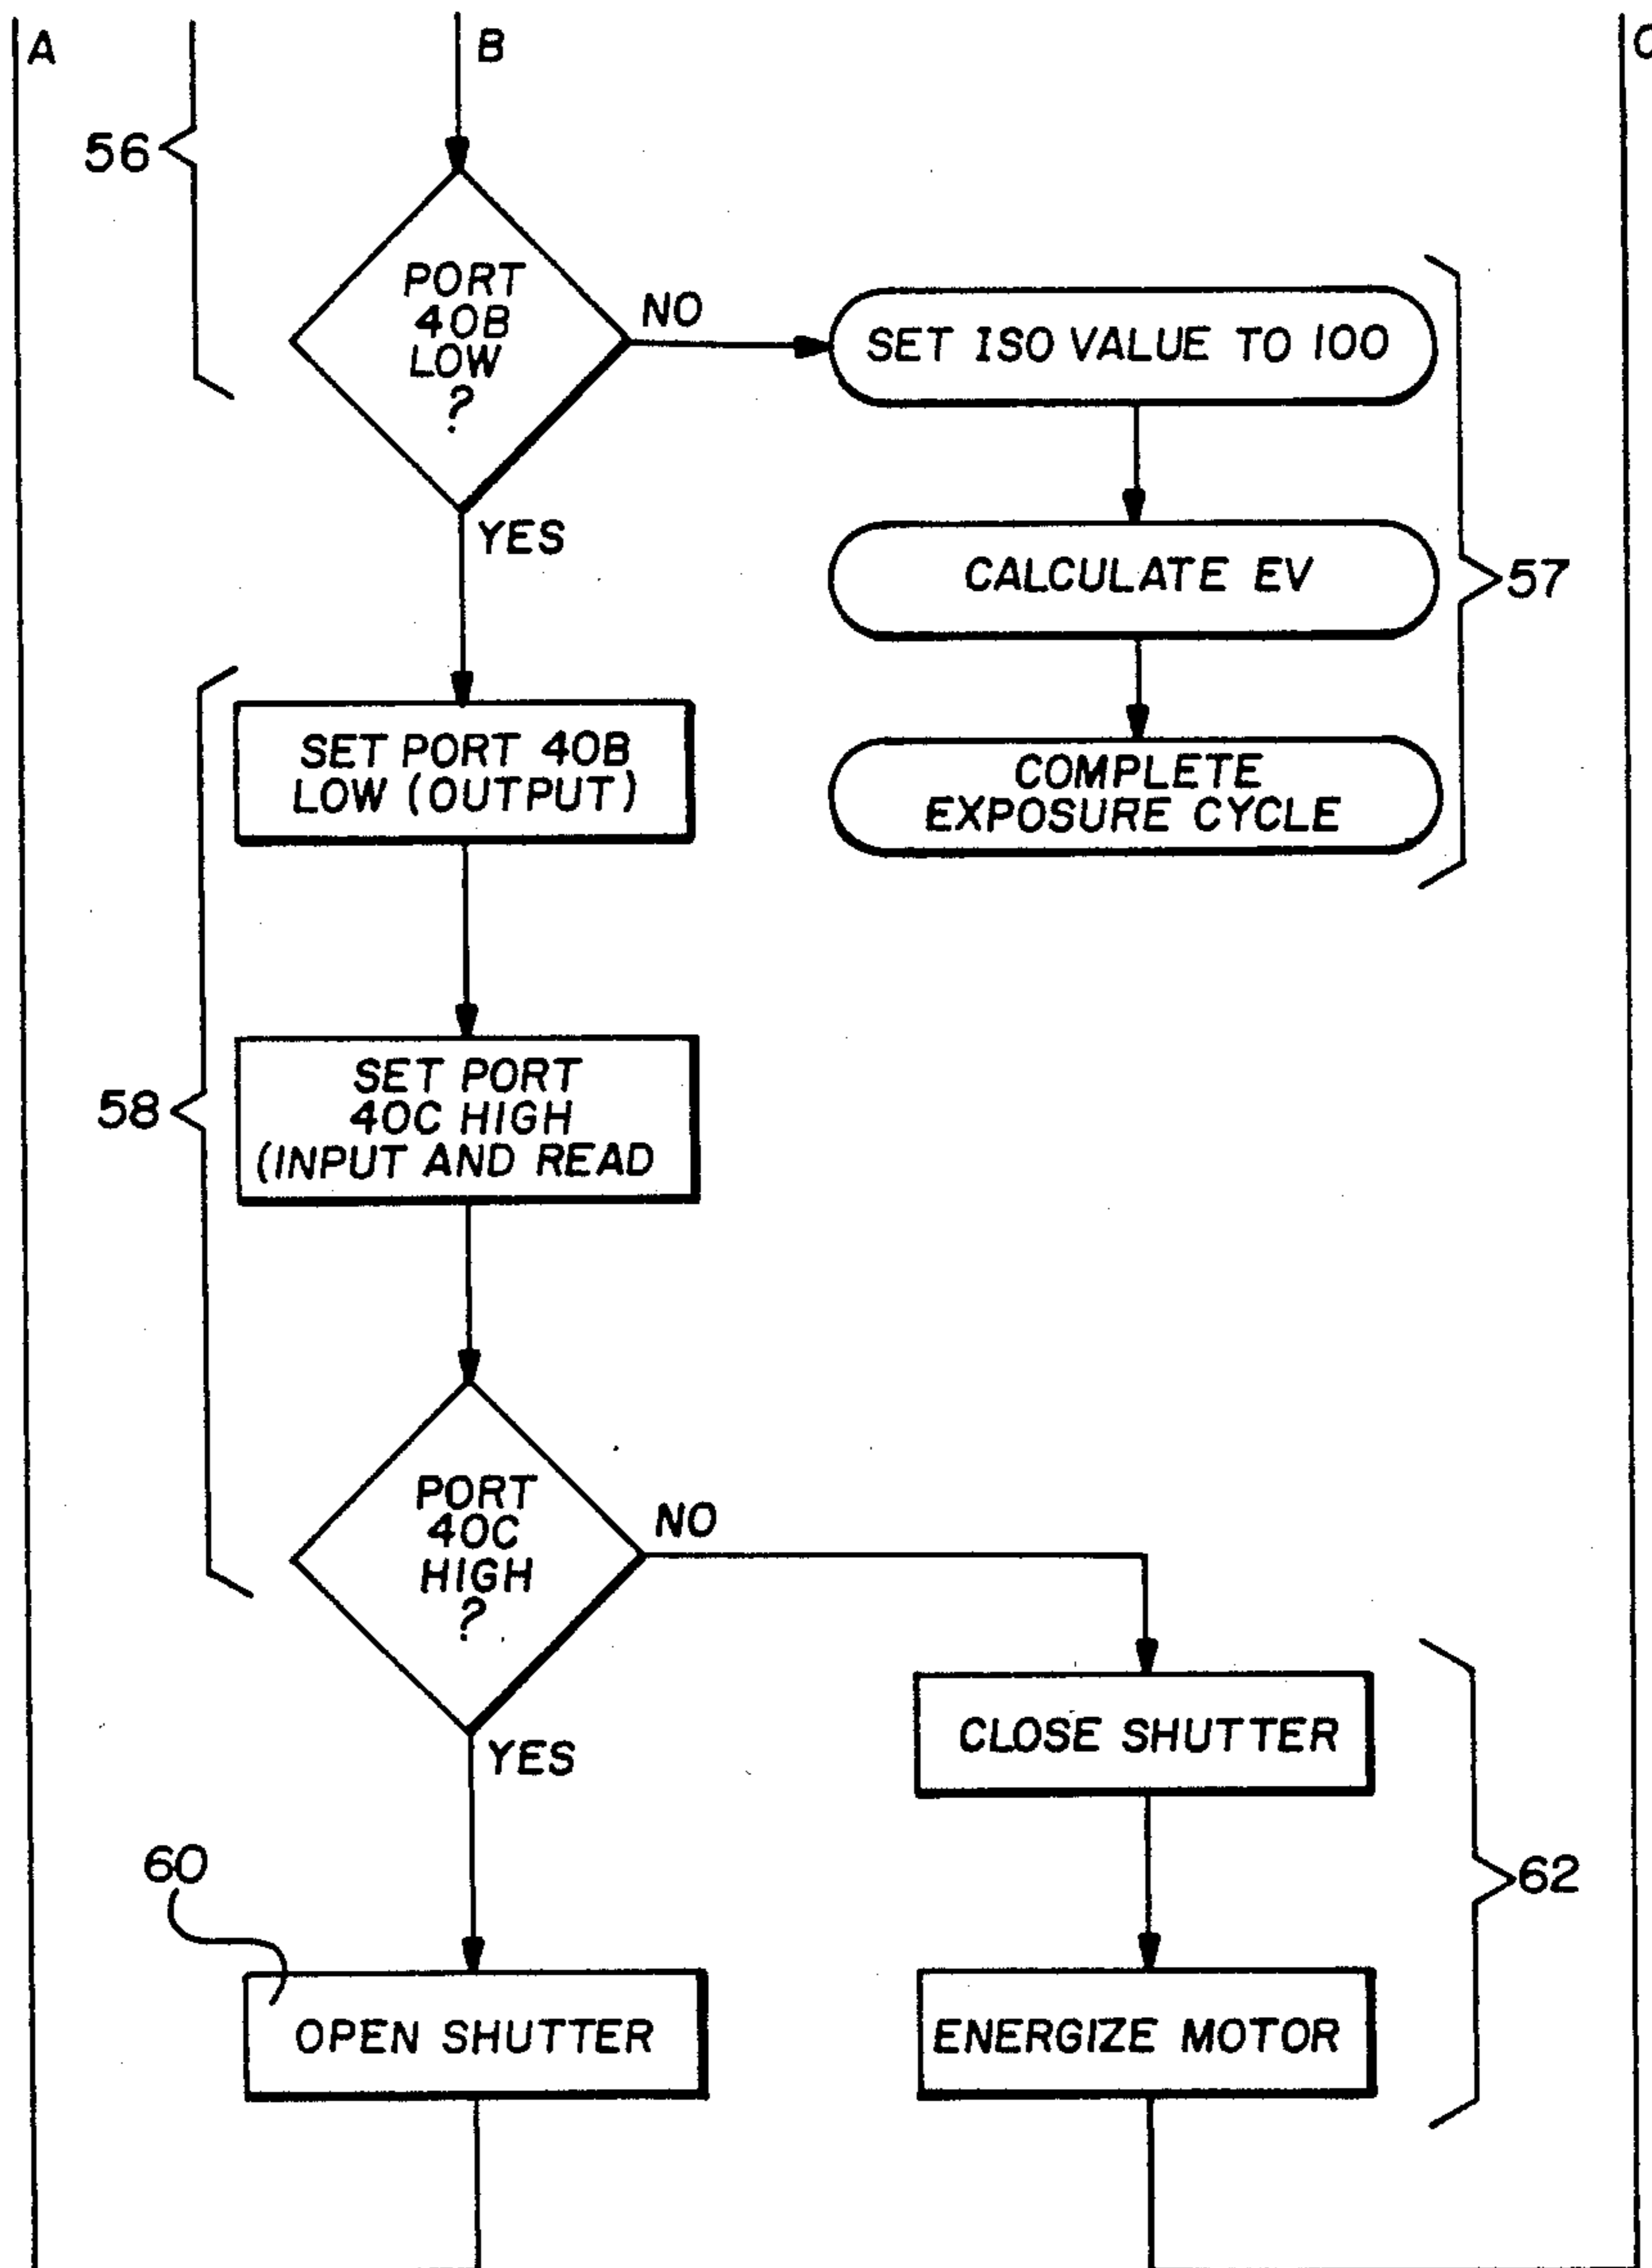 A
B
C
56
PORT
40B
LOW
?
NO
SET ISO VALUE TO 100
YES
CALCULATE EV
57
SET PORT 40B
LOW (OUTPUT)
COMPLETE
EXPOSURE CYCLE
58
SET PORT
40C HIGH
(INPUT AND READ
PORT
40C
HIGH
?
NO
YES
CLOSE SHUTTER
60
62
OPEN SHUTTER
ENERGIZE MOTOR